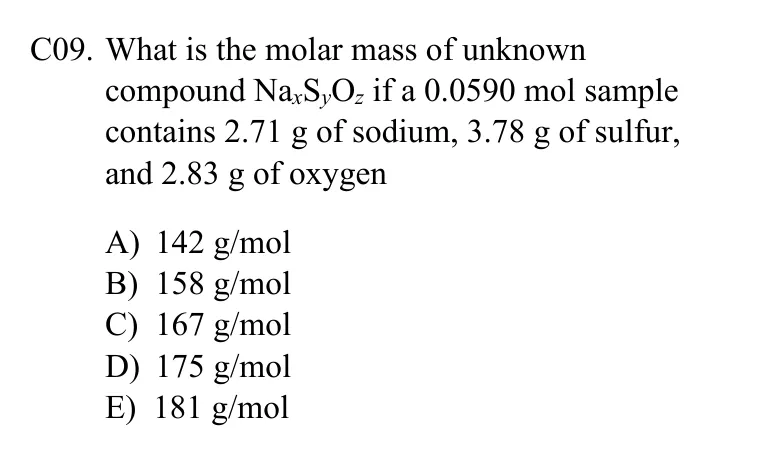 C09. What is the molar mass of unknown
compound NaₓSᵧO_z if a 0.0590 mol sample
contains 2.71 g of sodium, 3.78 g of sulfur,
and 2.83 g of oxygen
A) 142 g/mol
B) 158 g/mol
C) 167 g/mol
D) 175 g/mol
E) 181 g/mol